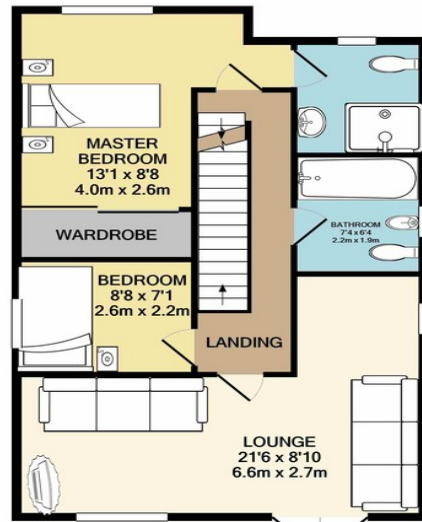 MASTER
BEDROOM
13'1 x 8'8
4.0m x 2.6m
WARDROBE
BATHROOM
7'4 x 6'4
2.2m x 1.9m
BEDROOM
8'8 x 7'1
2.6m x 2.2m
LANDING
LOUNGE
21'6 x 8'10
6.6m x 2.7m